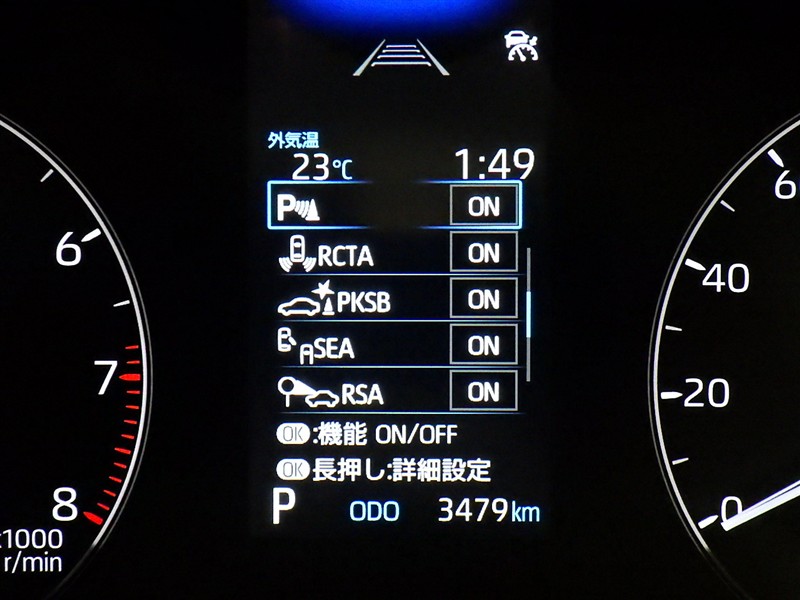 外気温
23℃ 1:49
P ON
RCTA ON
PKSB ON
SEA ON
RSA ON
OK:機能 ON/OFF
OK長押し:詳細設定
P ODO 3479km
6
7
8
x1000
r/min
6
40
20
0